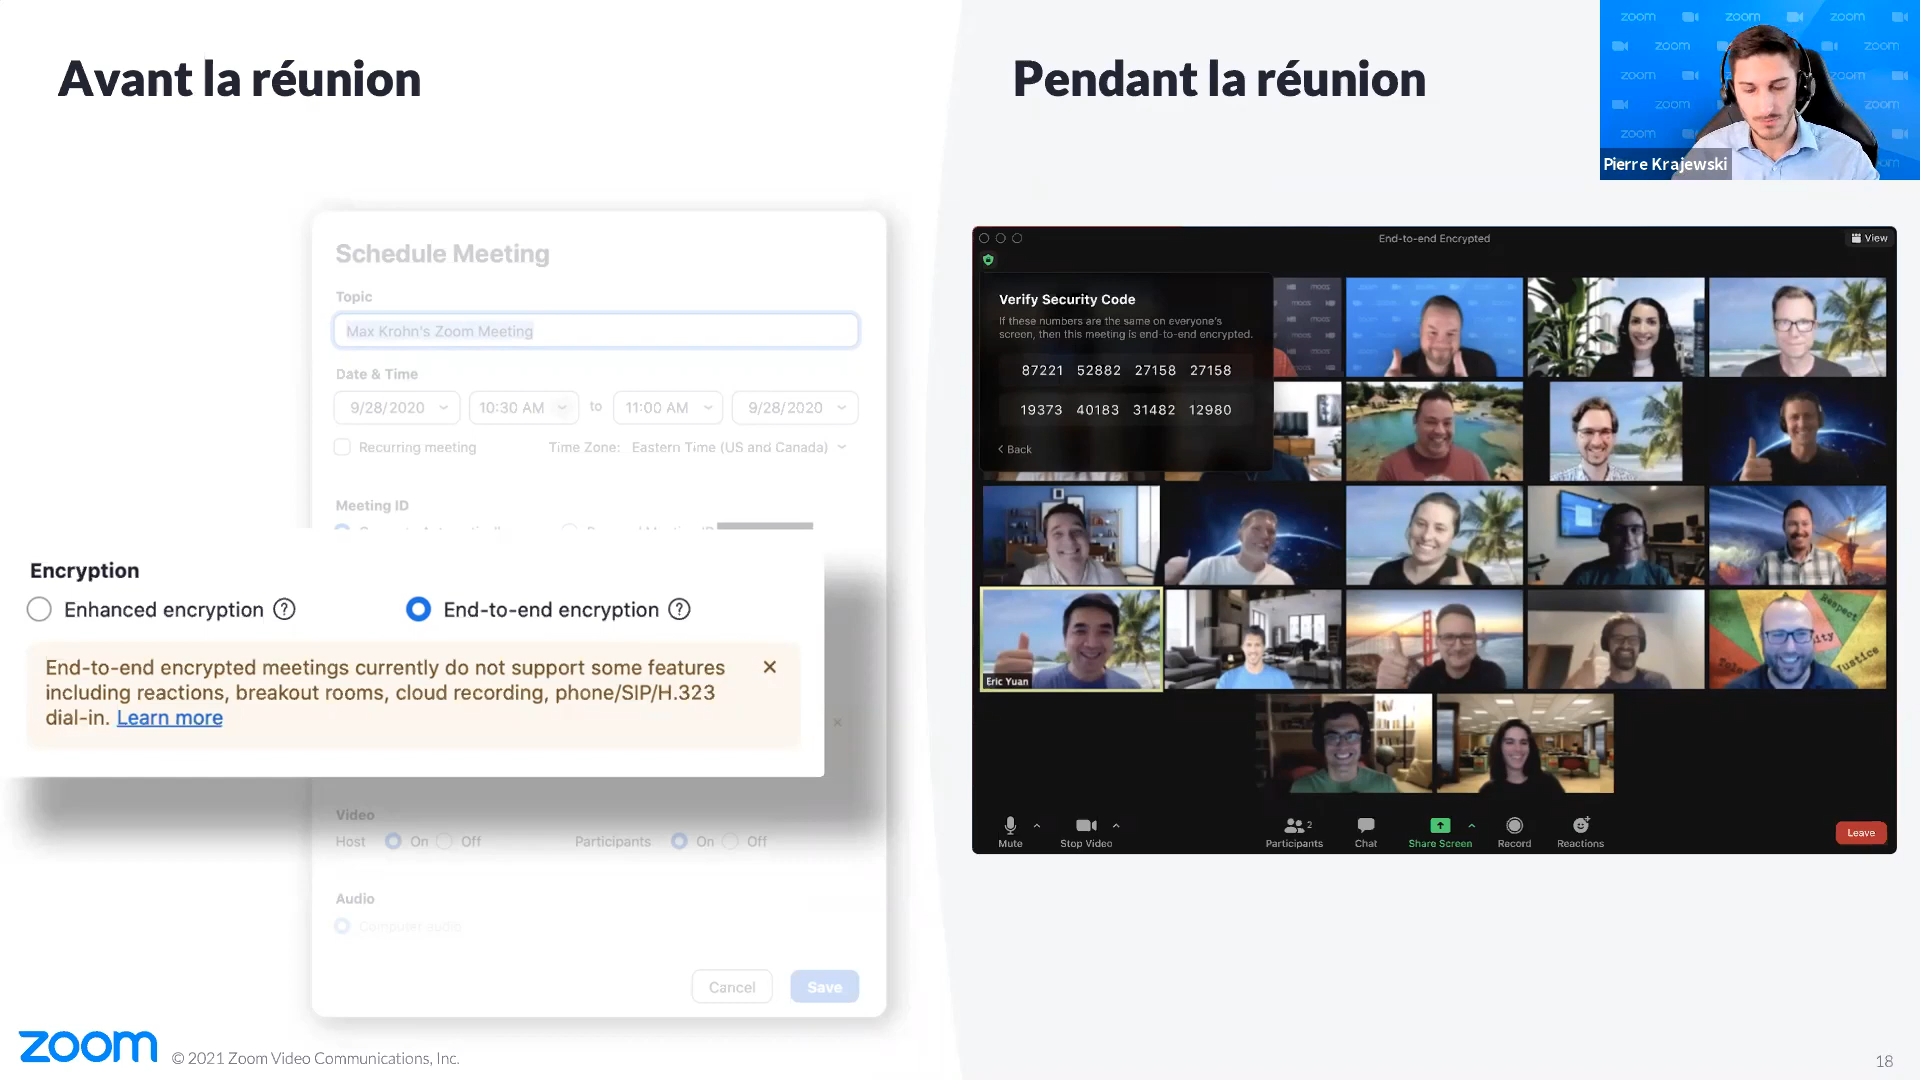 Avant la réunion
Schedule Meeting
Topic
Max Krohn's Zoom Meeting
Date & Time
9/28/2020 10:30 AM to 11:00 AM 9/28/2020
Recurring meeting Time Zone: Eastern Time (US and Canada)
Meeting ID
Encryption
Enhanced encryption ? End-to-end encryption ?
End-to-end encrypted meetings currently do not support some features
including reactions, breakout rooms, cloud recording, phone/SIP/H.323
dial-in. Learn more
Video
Host On Off Participants On Off
Audio
Computer audio
Cancel Save
zoom © 2021 Zoom Video Communications, Inc.
Pendant la réunion
Pierre Krajewski
End-to-end Encrypted
View
Verify Security Code
If these numbers are the same on everyone's
screen, then this meeting is end-to-end encrypted.
87221 52882 27158 27158
19373 40183 31482 12980
< Back
Eric Yuan
Respect
Justice
Mute Stop Video Participants 2 Chat Share Screen Record Reactions Leave
18